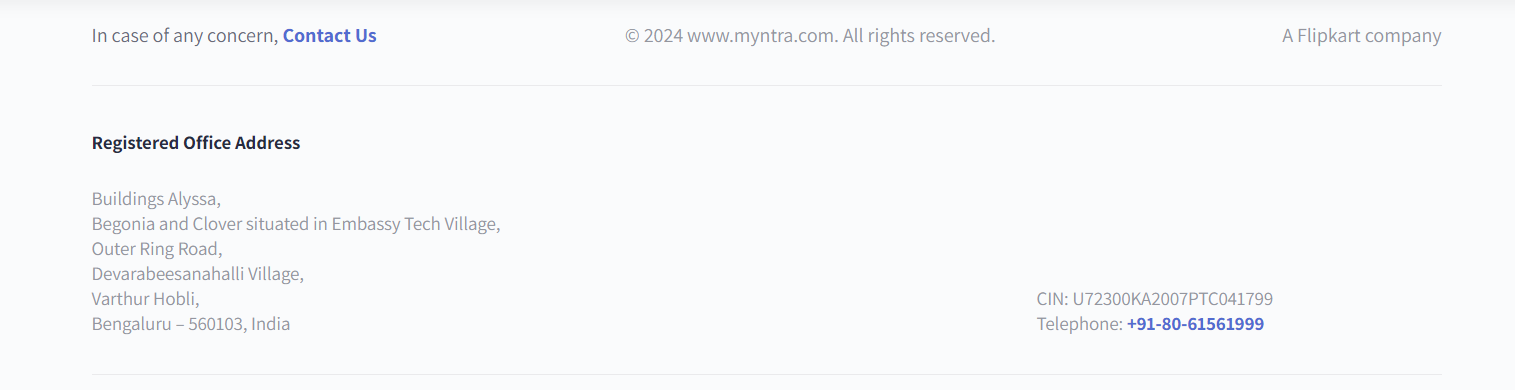 In case of any concern, Contact Us
© 2024 www.myntra.com. All rights reserved.
A Flipkart company
Registered Office Address
Buildings Alyssa,
Begonia and Clover situated in Embassy Tech Village,
Outer Ring Road,
Devarabeesanahalli Village,
Varthur Hobli,
Bengaluru – 560103, India
CIN: U72300KA2007PTC041799
Telephone: +91-80-61561999